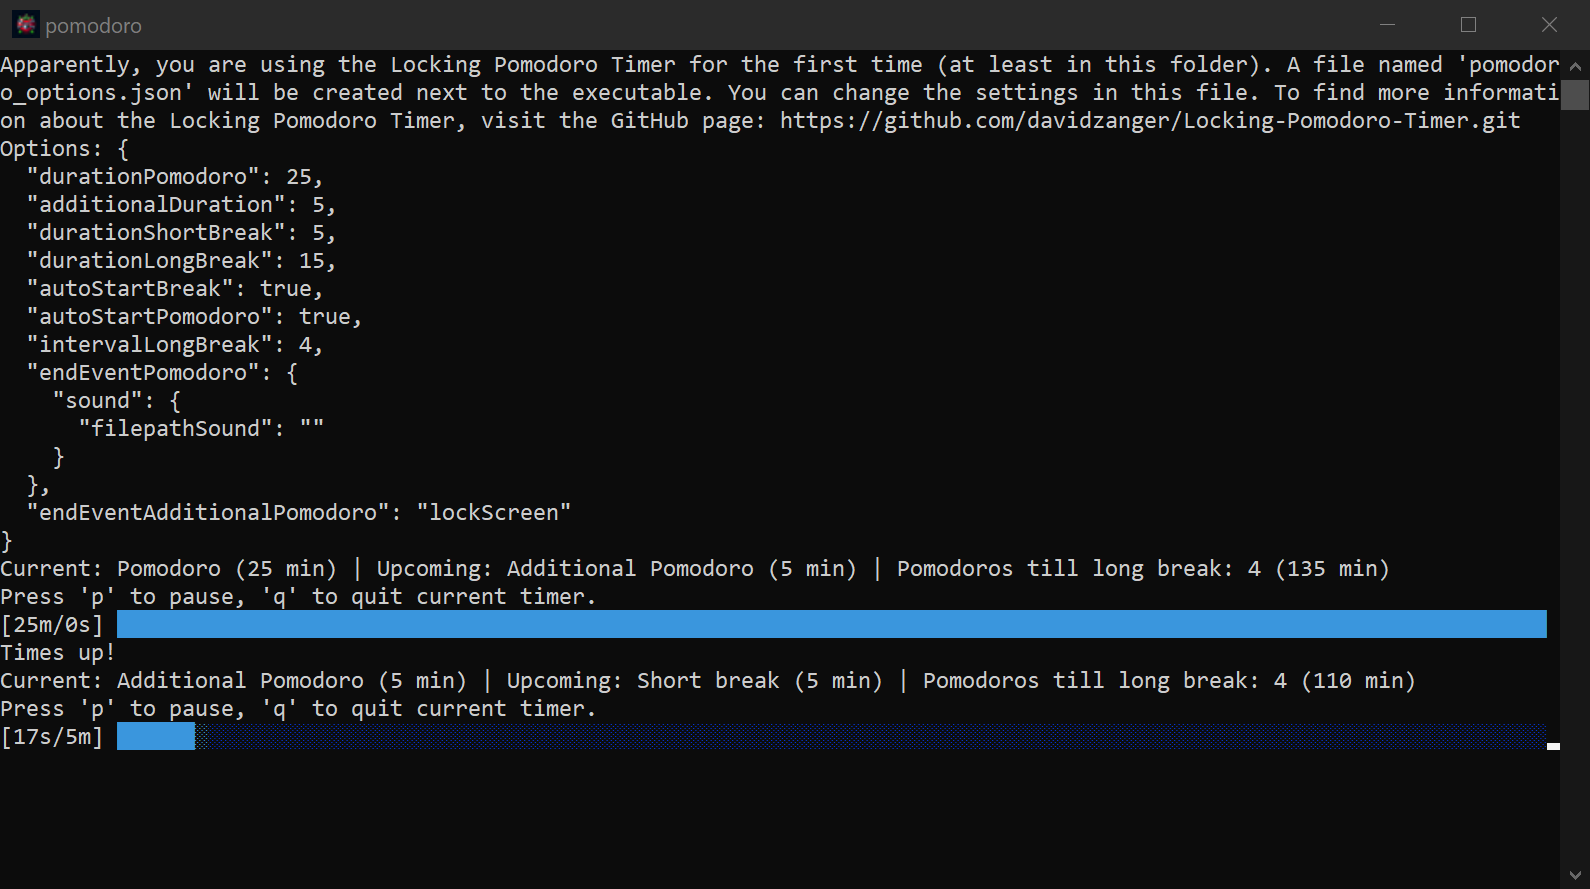 pomodoro
Apparently, you are using the Locking Pomodoro Timer for the first time (at least in this folder). A file named 'pomodor
o_options.json' will be created next to the executable. You can change the settings in this file. To find more informati
on about the Locking Pomodoro Timer, visit the GitHub page: https://github.com/davidzanger/Locking-Pomodoro-Timer.git
Options: {
  "durationPomodoro": 25,
  "additionalDuration": 5,
  "durationShortBreak": 5,
  "durationLongBreak": 15,
  "autoStartBreak": true,
  "autoStartPomodoro": true,
  "intervalLongBreak": 4,
  "endEventPomodoro": {
    "sound": {
      "filepathSound": ""
    }
  },
  "endEventAdditionalPomodoro": "lockScreen"
}
Current: Pomodoro (25 min) | Upcoming: Additional Pomodoro (5 min) | Pomodoros till long break: 4 (135 min)
Press 'p' to pause, 'q' to quit current timer.
[25m/0s]
Times up!
Current: Additional Pomodoro (5 min) | Upcoming: Short break (5 min) | Pomodoros till long break: 4 (110 min)
Press 'p' to pause, 'q' to quit current timer.
[17s/5m]